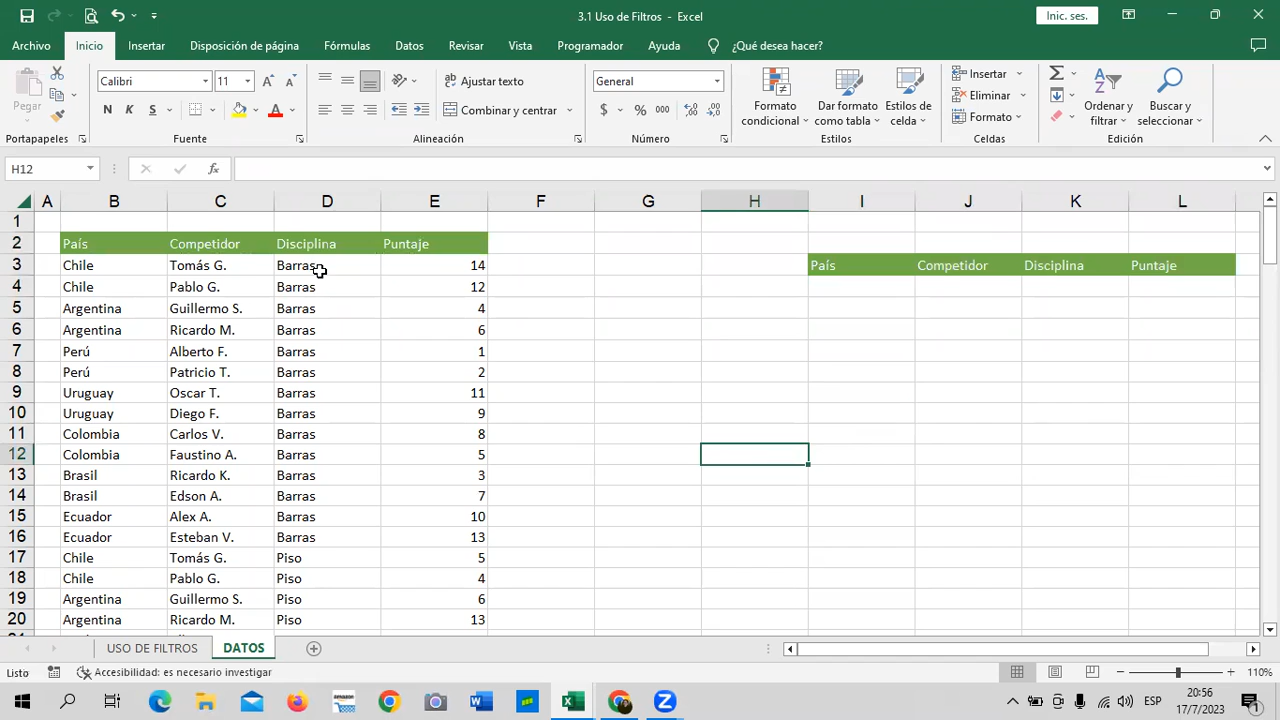 3.1 Uso de Filtros - Excel
Inic. ses.
Archivo Inicio Insertar Disposición de página Fórmulas Datos Revisar Vista Programador Ayuda ¿Qué desea hacer?
Pegar
Calibri 11
N K S
Ajustar texto
Combinar y centrar
General
$ % 000
Formato condicional
Dar formato como tabla
Estilos de celda
Insertar
Eliminar
Formato
Ordenar y filtrar
Buscar y seleccionar
Portapapeles Fuente Alineación Número Estilos Celdas Edición
H12 fx
A B C D E F G H I J K L
1
2 País Competidor Disciplina Puntaje
3 Chile Tomás G. Barras 14 País Competidor Disciplina Puntaje
4 Chile Pablo G. Barras 12
5 Argentina Guillermo S. Barras 4
6 Argentina Ricardo M. Barras 6
7 Perú Alberto F. Barras 1
8 Perú Patricio T. Barras 2
9 Uruguay Oscar T. Barras 11
10 Uruguay Diego F. Barras 9
11 Colombia Carlos V. Barras 8
12 Colombia Faustino A. Barras 5
13 Brasil Ricardo K. Barras 3
14 Brasil Edson A. Barras 7
15 Ecuador Alex A. Barras 10
16 Ecuador Esteban V. Barras 13
17 Chile Tomás G. Piso 5
18 Chile Pablo G. Piso 4
19 Argentina Guillermo S. Piso 6
20 Argentina Ricardo M. Piso 13
USO DE FILTROS DATOS
Listo Accesibilidad: es necesario investigar 110%
ESP
20:56
17/7/2023